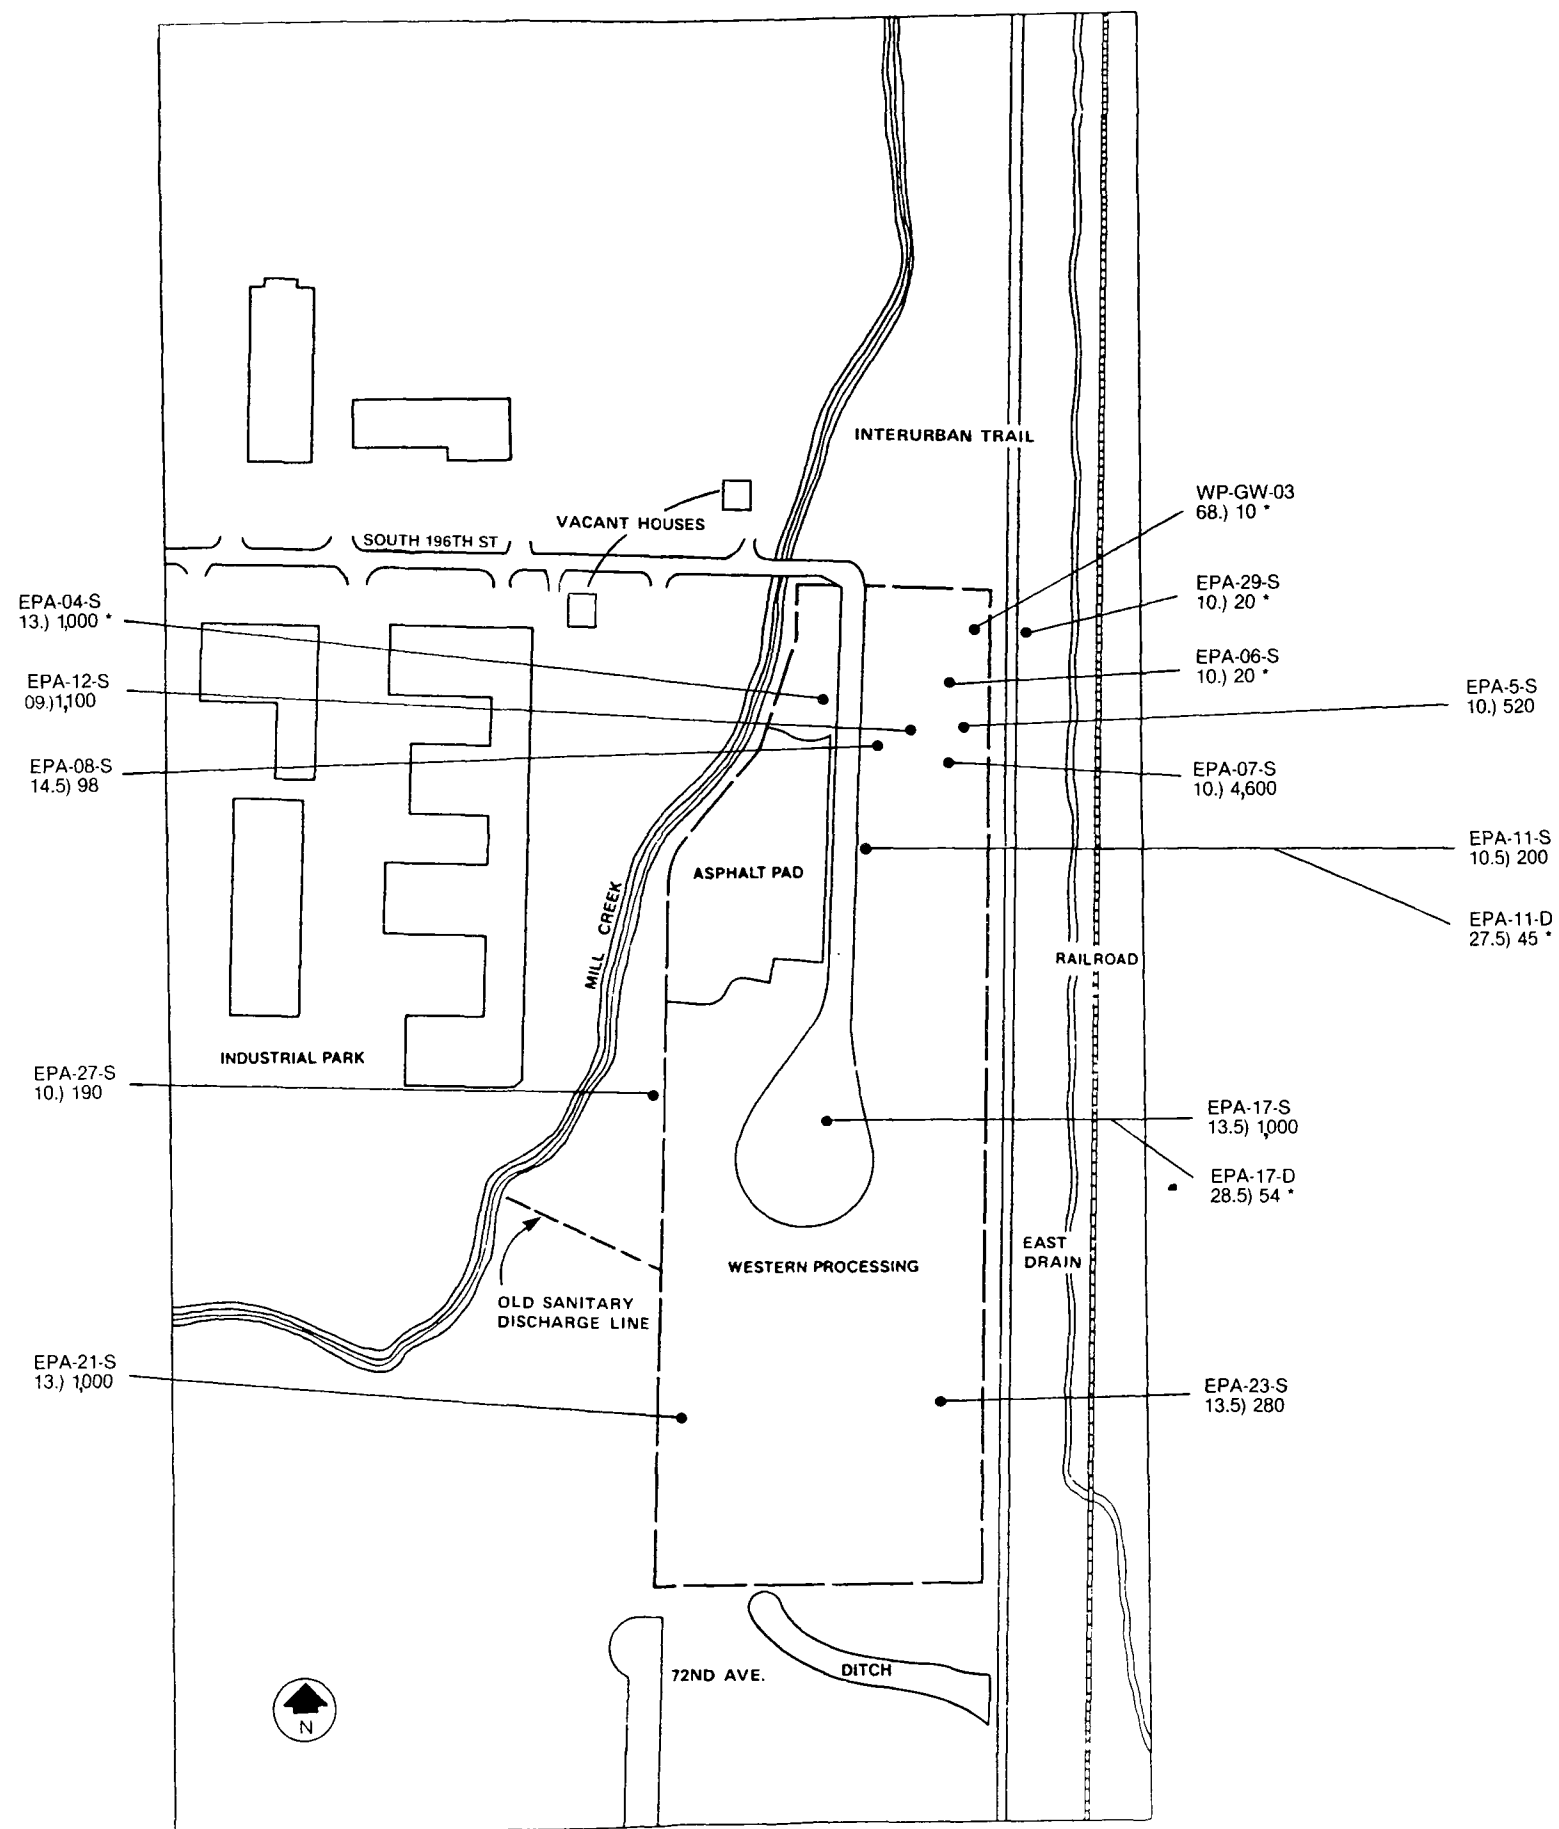 INTERURBAN TRAIL
WP-GW-03
68.) 10 *
VACANT HOUSES
SOUTH 196TH ST
EPA-29-S
10.) 20 *
EPA-04-S
13.) 1,000 *
EPA-06-S
10.) 20 *
EPA-12-S
09.)1,100
EPA-5-S
10.) 520
EPA-08-S
14.5) 98
EPA-07-S
10.) 4,600
EPA-11-S
10.5) 200
ASPHALT PAD
MILL CREEK
EPA-11-D
27.5) 45 *
RAILROAD
INDUSTRIAL PARK
EPA-27-S
10.) 190
EPA-17-S
13.5) 1,000
EPA-17-D
28.5) 54 *
EAST
DRAIN
WESTERN PROCESSING
OLD SANITARY
DISCHARGE LINE
EPA-21-S
13.) 1,000
EPA-23-S
13.5) 280
72ND AVE.
DITCH
N